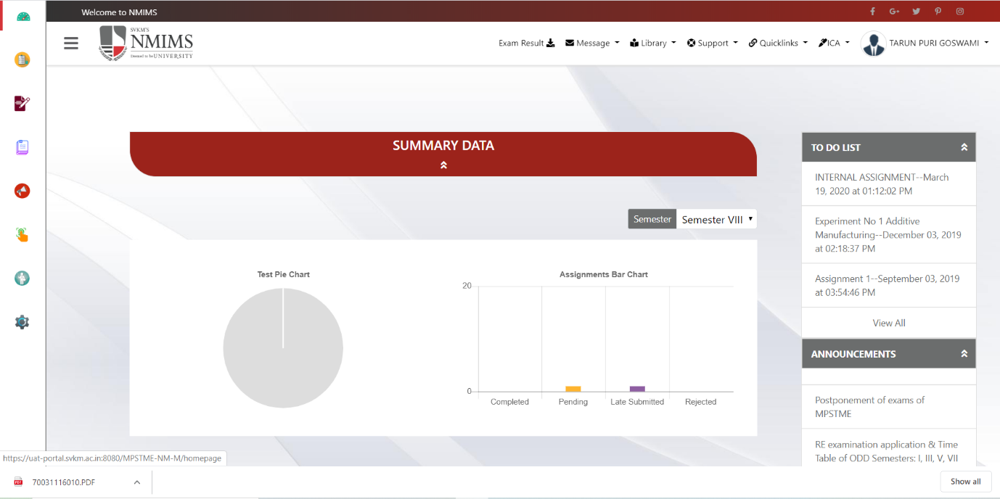 Welcome to NMIMS
SVKM'S
NMIMS
Deemed to be UNIVERSITY
Exam Result
Message
Library
Support
Quicklinks
ICA
TARUN PURI GOSWAMI
SUMMARY DATA
Semester
Semester VIII
Test Pie Chart
Assignments Bar Chart
20
0
Completed
Pending
Late Submitted
Rejected
TO DO LIST
INTERNAL ASSIGNMENT--March
19, 2020 at 01:12:02 PM
Experiment No 1 Additive
Manufacturing--December 03, 2019
at 02:18:37 PM
Assignment 1--September 03, 2019
at 03:54:46 PM
View All
ANNOUNCEMENTS
Postponement of exams of
MPSTME
RE examination application & Time
Table of ODD Semesters: I, III, V, VII
https://uat-portal.svkm.ac.in:8080/MPSTME-NM-M/homepage
70031116010.PDF
Show all